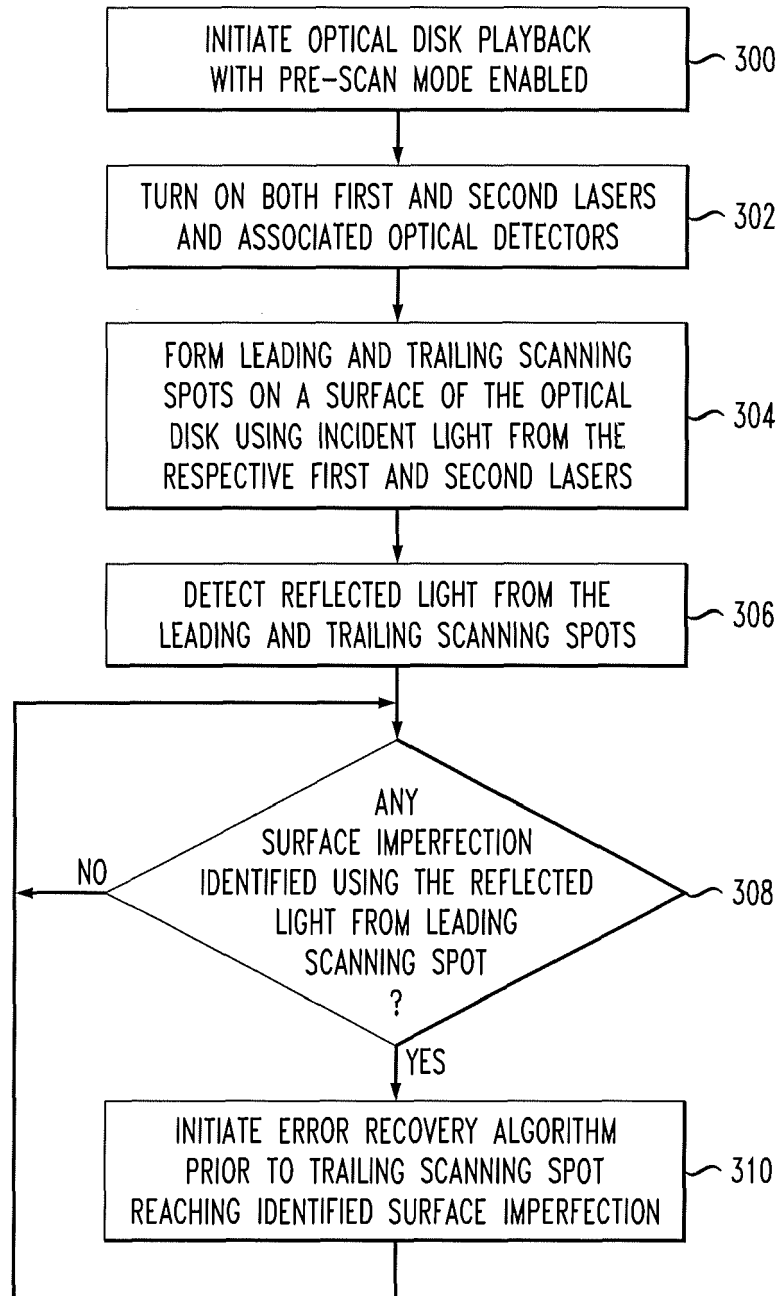 INITIATE OPTICAL DISK PLAYBACK
WITH PRE-SCAN MODE ENABLED
300
TURN ON BOTH FIRST AND SECOND LASERS
AND ASSOCIATED OPTICAL DETECTORS
302
FORM LEADING AND TRAILING SCANNING
SPOTS ON A SURFACE OF THE OPTICAL
DISK USING INCIDENT LIGHT FROM THE
RESPECTIVE FIRST AND SECOND LASERS
304
DETECT REFLECTED LIGHT FROM THE
LEADING AND TRAILING SCANNING SPOTS
306
ANY
SURFACE IMPERFECTION
IDENTIFIED USING THE REFLECTED
LIGHT FROM LEADING
SCANNING SPOT
?
NO
308
YES
INITIATE ERROR RECOVERY ALGORITHM
PRIOR TO TRAILING SCANNING SPOT
REACHING IDENTIFIED SURFACE IMPERFECTION
310